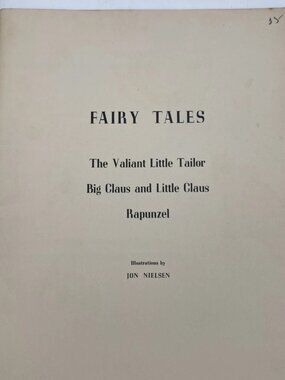 FAIRY TALES
The Valiant Little Tailor
Big Claus and Little Claus
Rapunzel
Illustrations by
JON NIELSEN